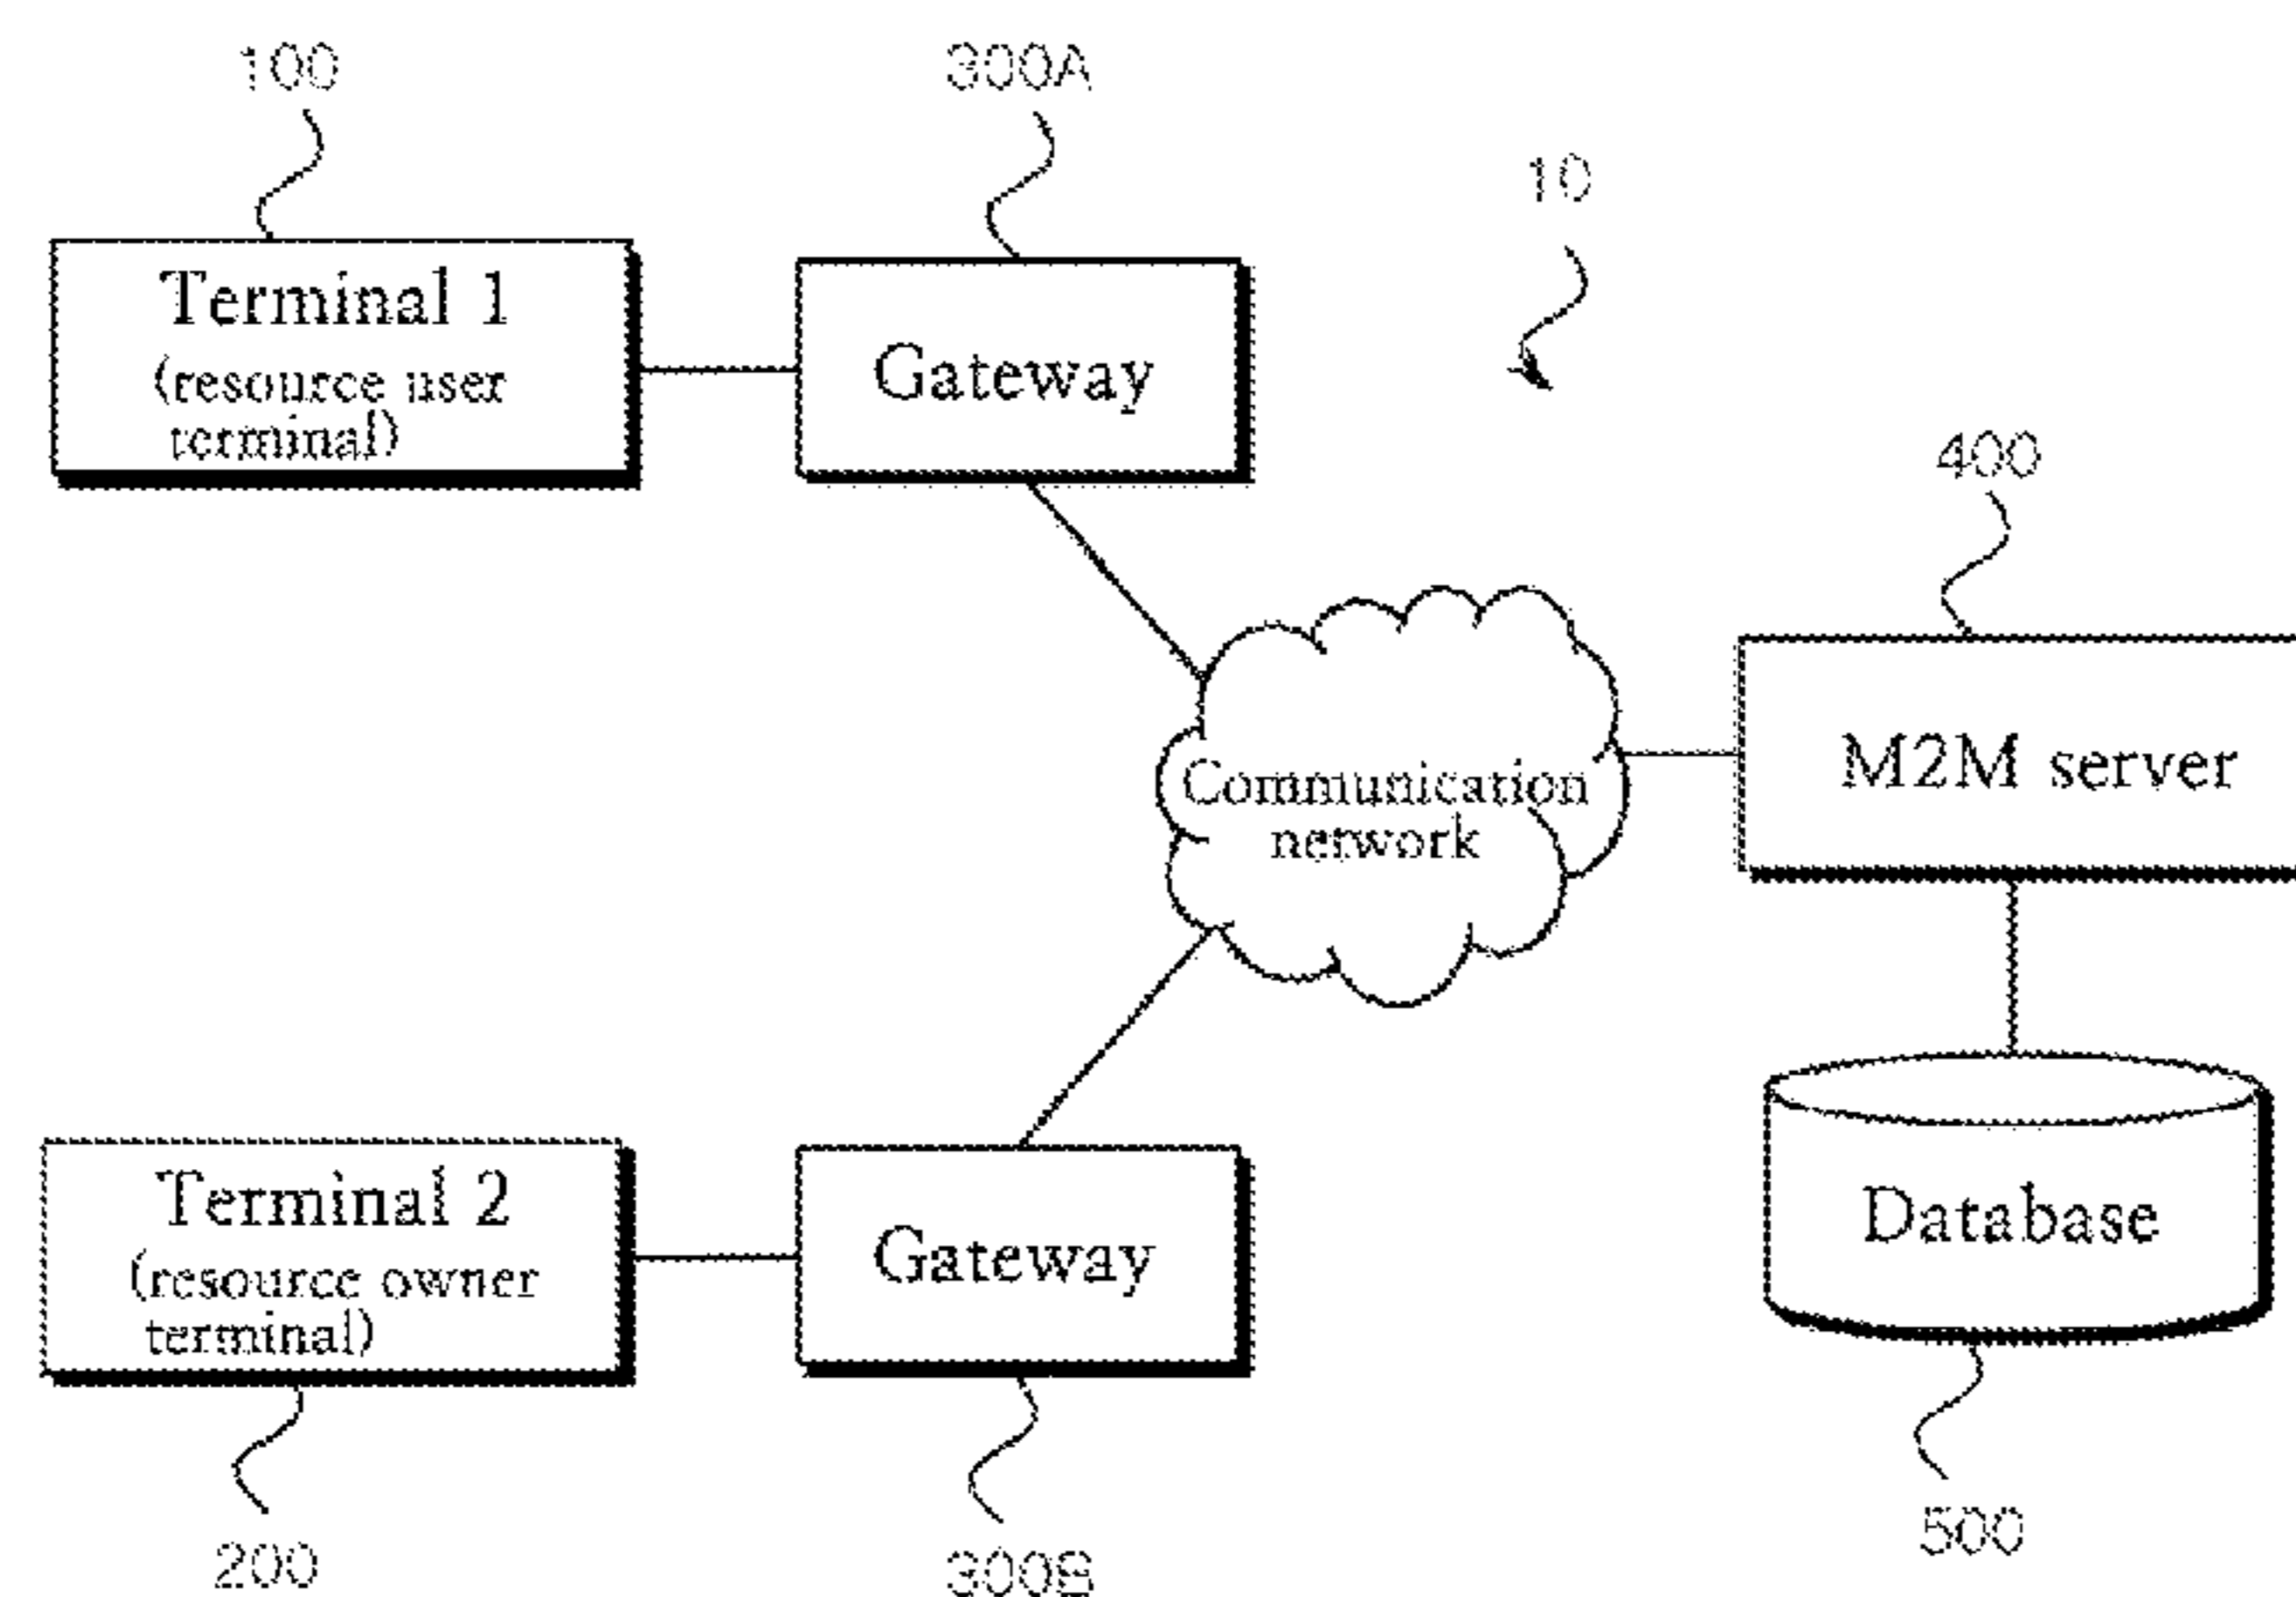 100
300A
10
Terminal 1
(resource user
terminal)
Gateway
400
Communication
network
M2M server
Terminal 2
(resource owner
terminal)
Gateway
Database
200
300B
500